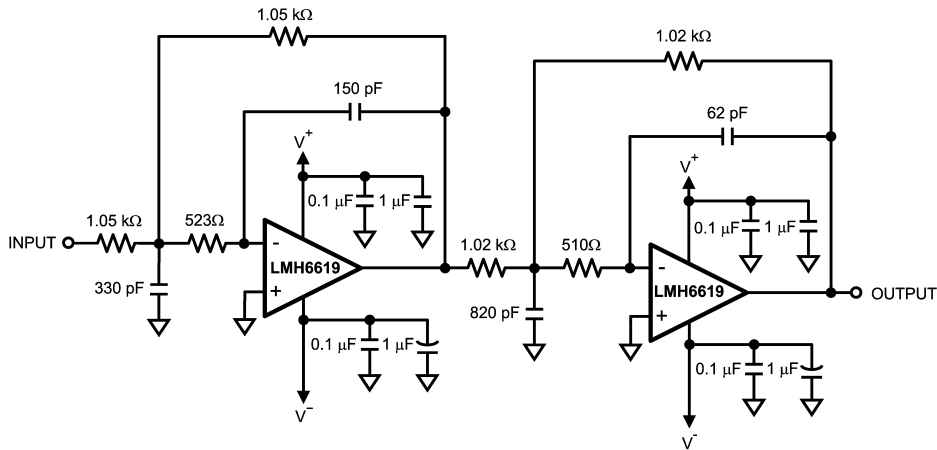 1.05 kΩ
1.02 kΩ
150 pF
62 pF
V+
V+
0.1 µF
1 µF
0.1 µF
1 µF
INPUT
1.05 kΩ
523Ω
-
LMH6619
+
1.02 kΩ
510Ω
-
LMH6619
+
OUTPUT
330 pF
820 pF
0.1 µF
1 µF
0.1 µF
1 µF
V-
V-